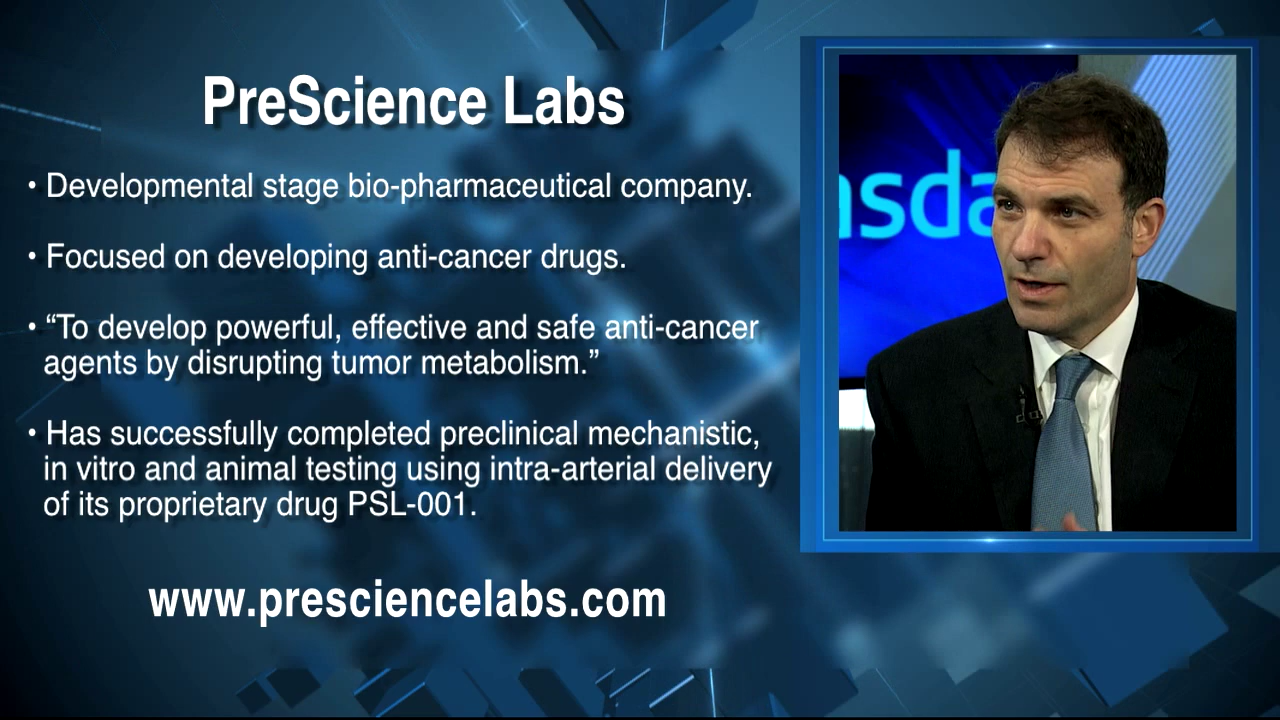 PreScience Labs
• Developmental stage bio-pharmaceutical company.
• Focused on developing anti-cancer drugs.
• “To develop powerful, effective and safe anti-cancer
agents by disrupting tumor metabolism.”
• Has successfully completed preclinical mechanistic,
in vitro and animal testing using intra-arterial delivery
of its proprietary drug PSL-001.
www.presciencelabs.com
asda